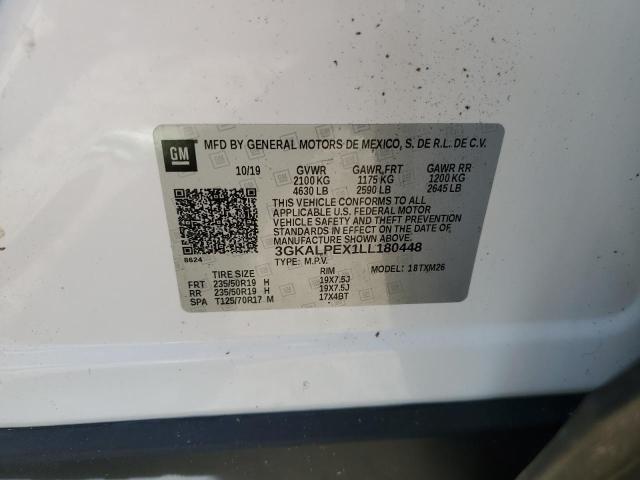 GM MFD BY GENERAL MOTORS DE MEXICO, S. DE R.L. DE C.V.
10/19 GVWR GAWR FRT GAWR RR
2100 KG 1175 KG 1200 KG
4630 LB 2590 LB 2645 LB
THIS VEHICLE CONFORMS TO ALL
APPLICABLE U.S. FEDERAL MOTOR
VEHICLE SAFETY AND THEFT PREVENTION
STANDARDS IN EFFECT ON THE DATE OF
MANUFACTURE SHOWN ABOVE.
8624 3GKALPEX1LL180448
TYPE: M.P.V. MODEL: 18TXM26
TIRE SIZE RIM
FRT 235/50R19 H 19X7.5J
RR 235/50R19 H 19X7.5J
SPA T125/70R17 M 17X4BT